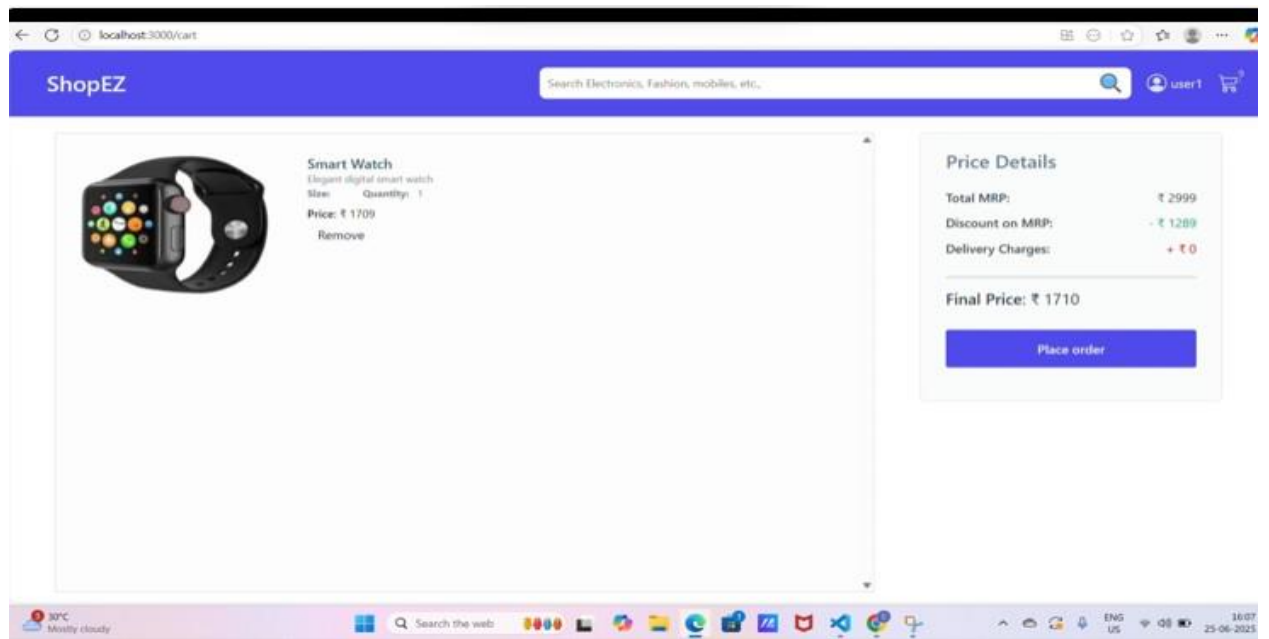 localhost:3000/cart
ShopEZ
Search Electronics, Fashion, mobiles, etc.,
user1
Smart Watch
Elegant digital smart watch
Size: Quantity: 1
Price: ₹ 1709
Remove
Price Details
Total MRP: ₹ 2999
Discount on MRP: - ₹ 1289
Delivery Charges: + ₹ 0
Final Price: ₹ 1710
Place order
30°C
Mostly cloudy
Search the web
ENG
US
16:07
25-06-2025